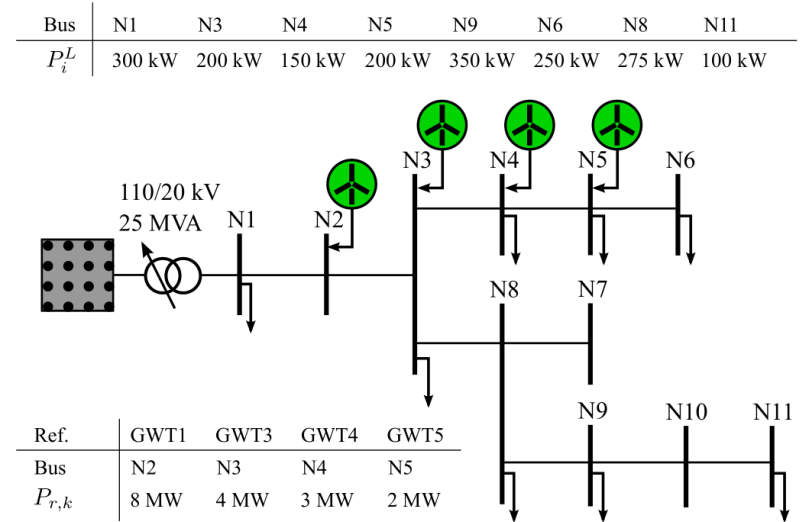 Bus N1 N3 N4 N5 N9 N6 N8 N11
P_i^L 300 kW 200 kW 150 kW 200 kW 350 kW 250 kW 275 kW 100 kW
N3 N4 N5 N6
110/20 kV
25 MVA N1 N2
N8 N7
N9 N10 N11
Ref. GWT1 GWT3 GWT4 GWT5
Bus N2 N3 N4 N5
P_{r,k} 8 MW 4 MW 3 MW 2 MW